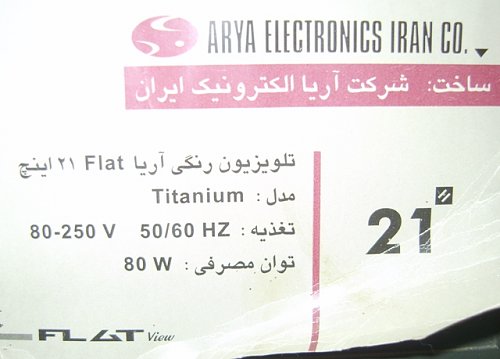 ARYA ELECTRONICS IRAN CO.
ساخت: شرکت آریا الکترونیک ایران
تلویزیون رنگی آریا Flat ۲۱ اینچ
مدل: Titanium
تغذیه: 80-250 V 50/60 HZ
توان مصرفی: 80 W
21"
FLAT View